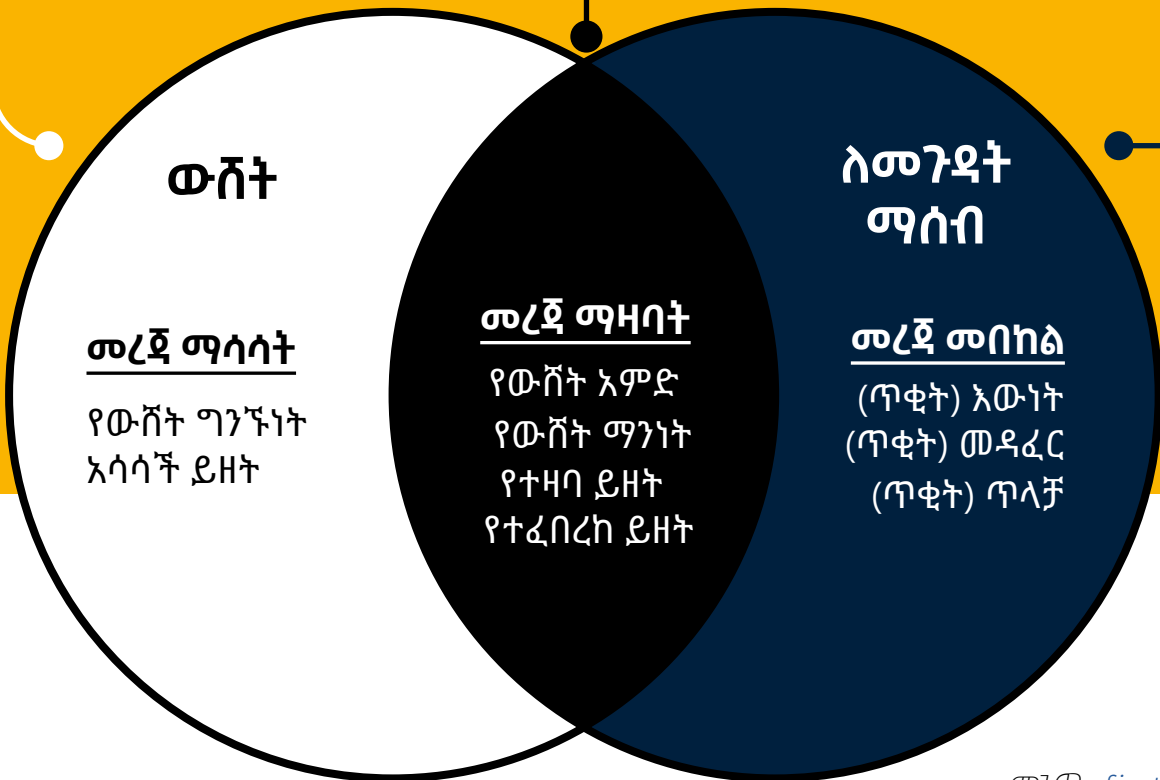 ውሸት
መረጃ ማሳሳት
የውሸት ግንኙነት
አሳሳች ይዘት
መረጃ ማዛባት
የውሸት አምድ
የውሸት ማንነት
የተዛባ ይዘት
የተፈበረከ ይዘት
ለመጉዳት
ማሰብ
መረጃ መበከል
(ጥቂት) እውነት
(ጥቂት) መዳፈር
(ጥቂት) ጥላቻ